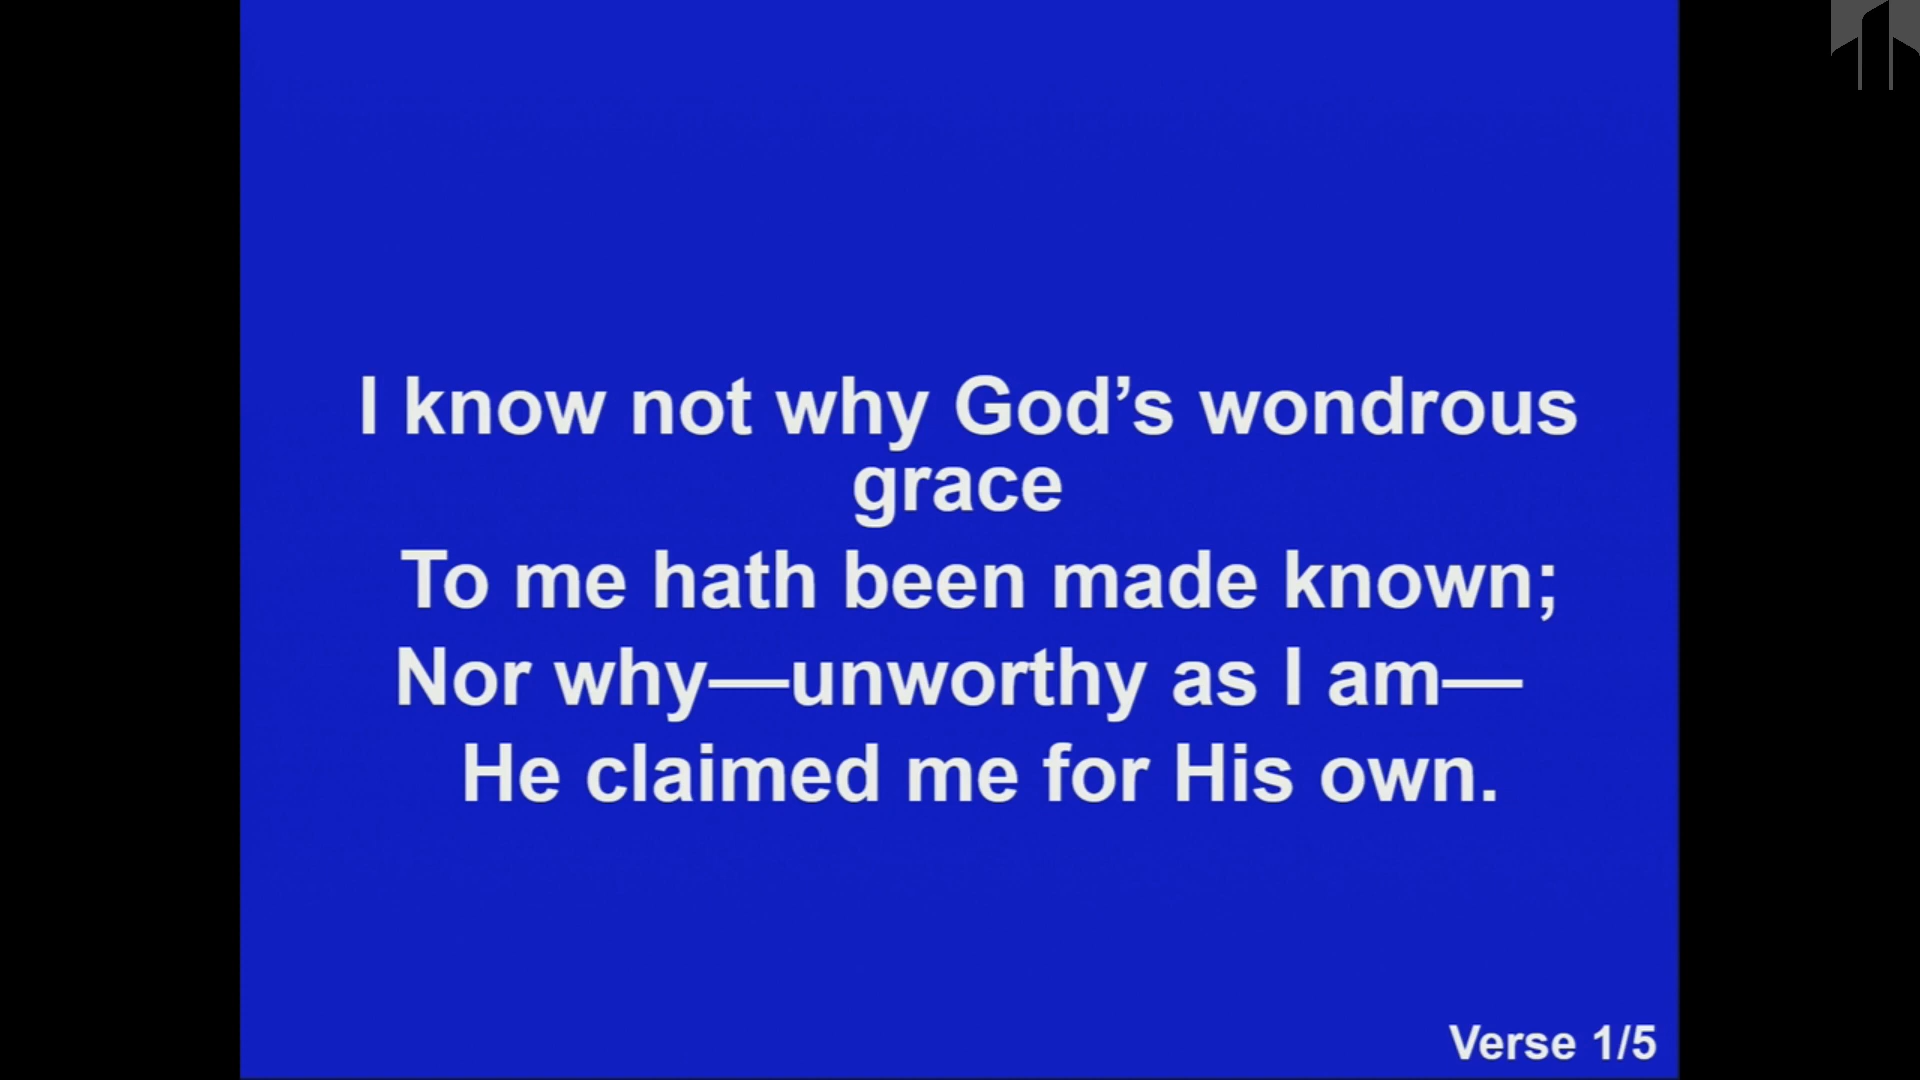 I know not why God’s wondrous
grace
To me hath been made known;
Nor why—unworthy as I am—
He claimed me for His own.
Verse 1/5